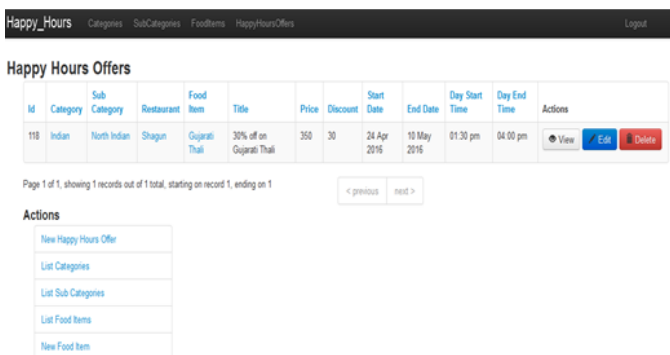 Happy_Hours Categories SubCategories FoodItems HappyHoursOffers Logout
Happy Hours Offers
Id Category Sub Category Restaurant Food Item Title Price Discount Start Date End Date Day Start Time Day End Time Actions
118 Indian North Indian Shagun Gujarati Thali 30% off on Gujarati Thali 350 30 24 Apr 2016 10 May 2016 01:30 pm 04:00 pm View Edit Delete
Page 1 of 1, showing 1 records out of 1 total, starting on record 1, ending on 1
< previous next >
Actions
New Happy Hours Offer
List Categories
List Sub Categories
List Food Items
New Food Item